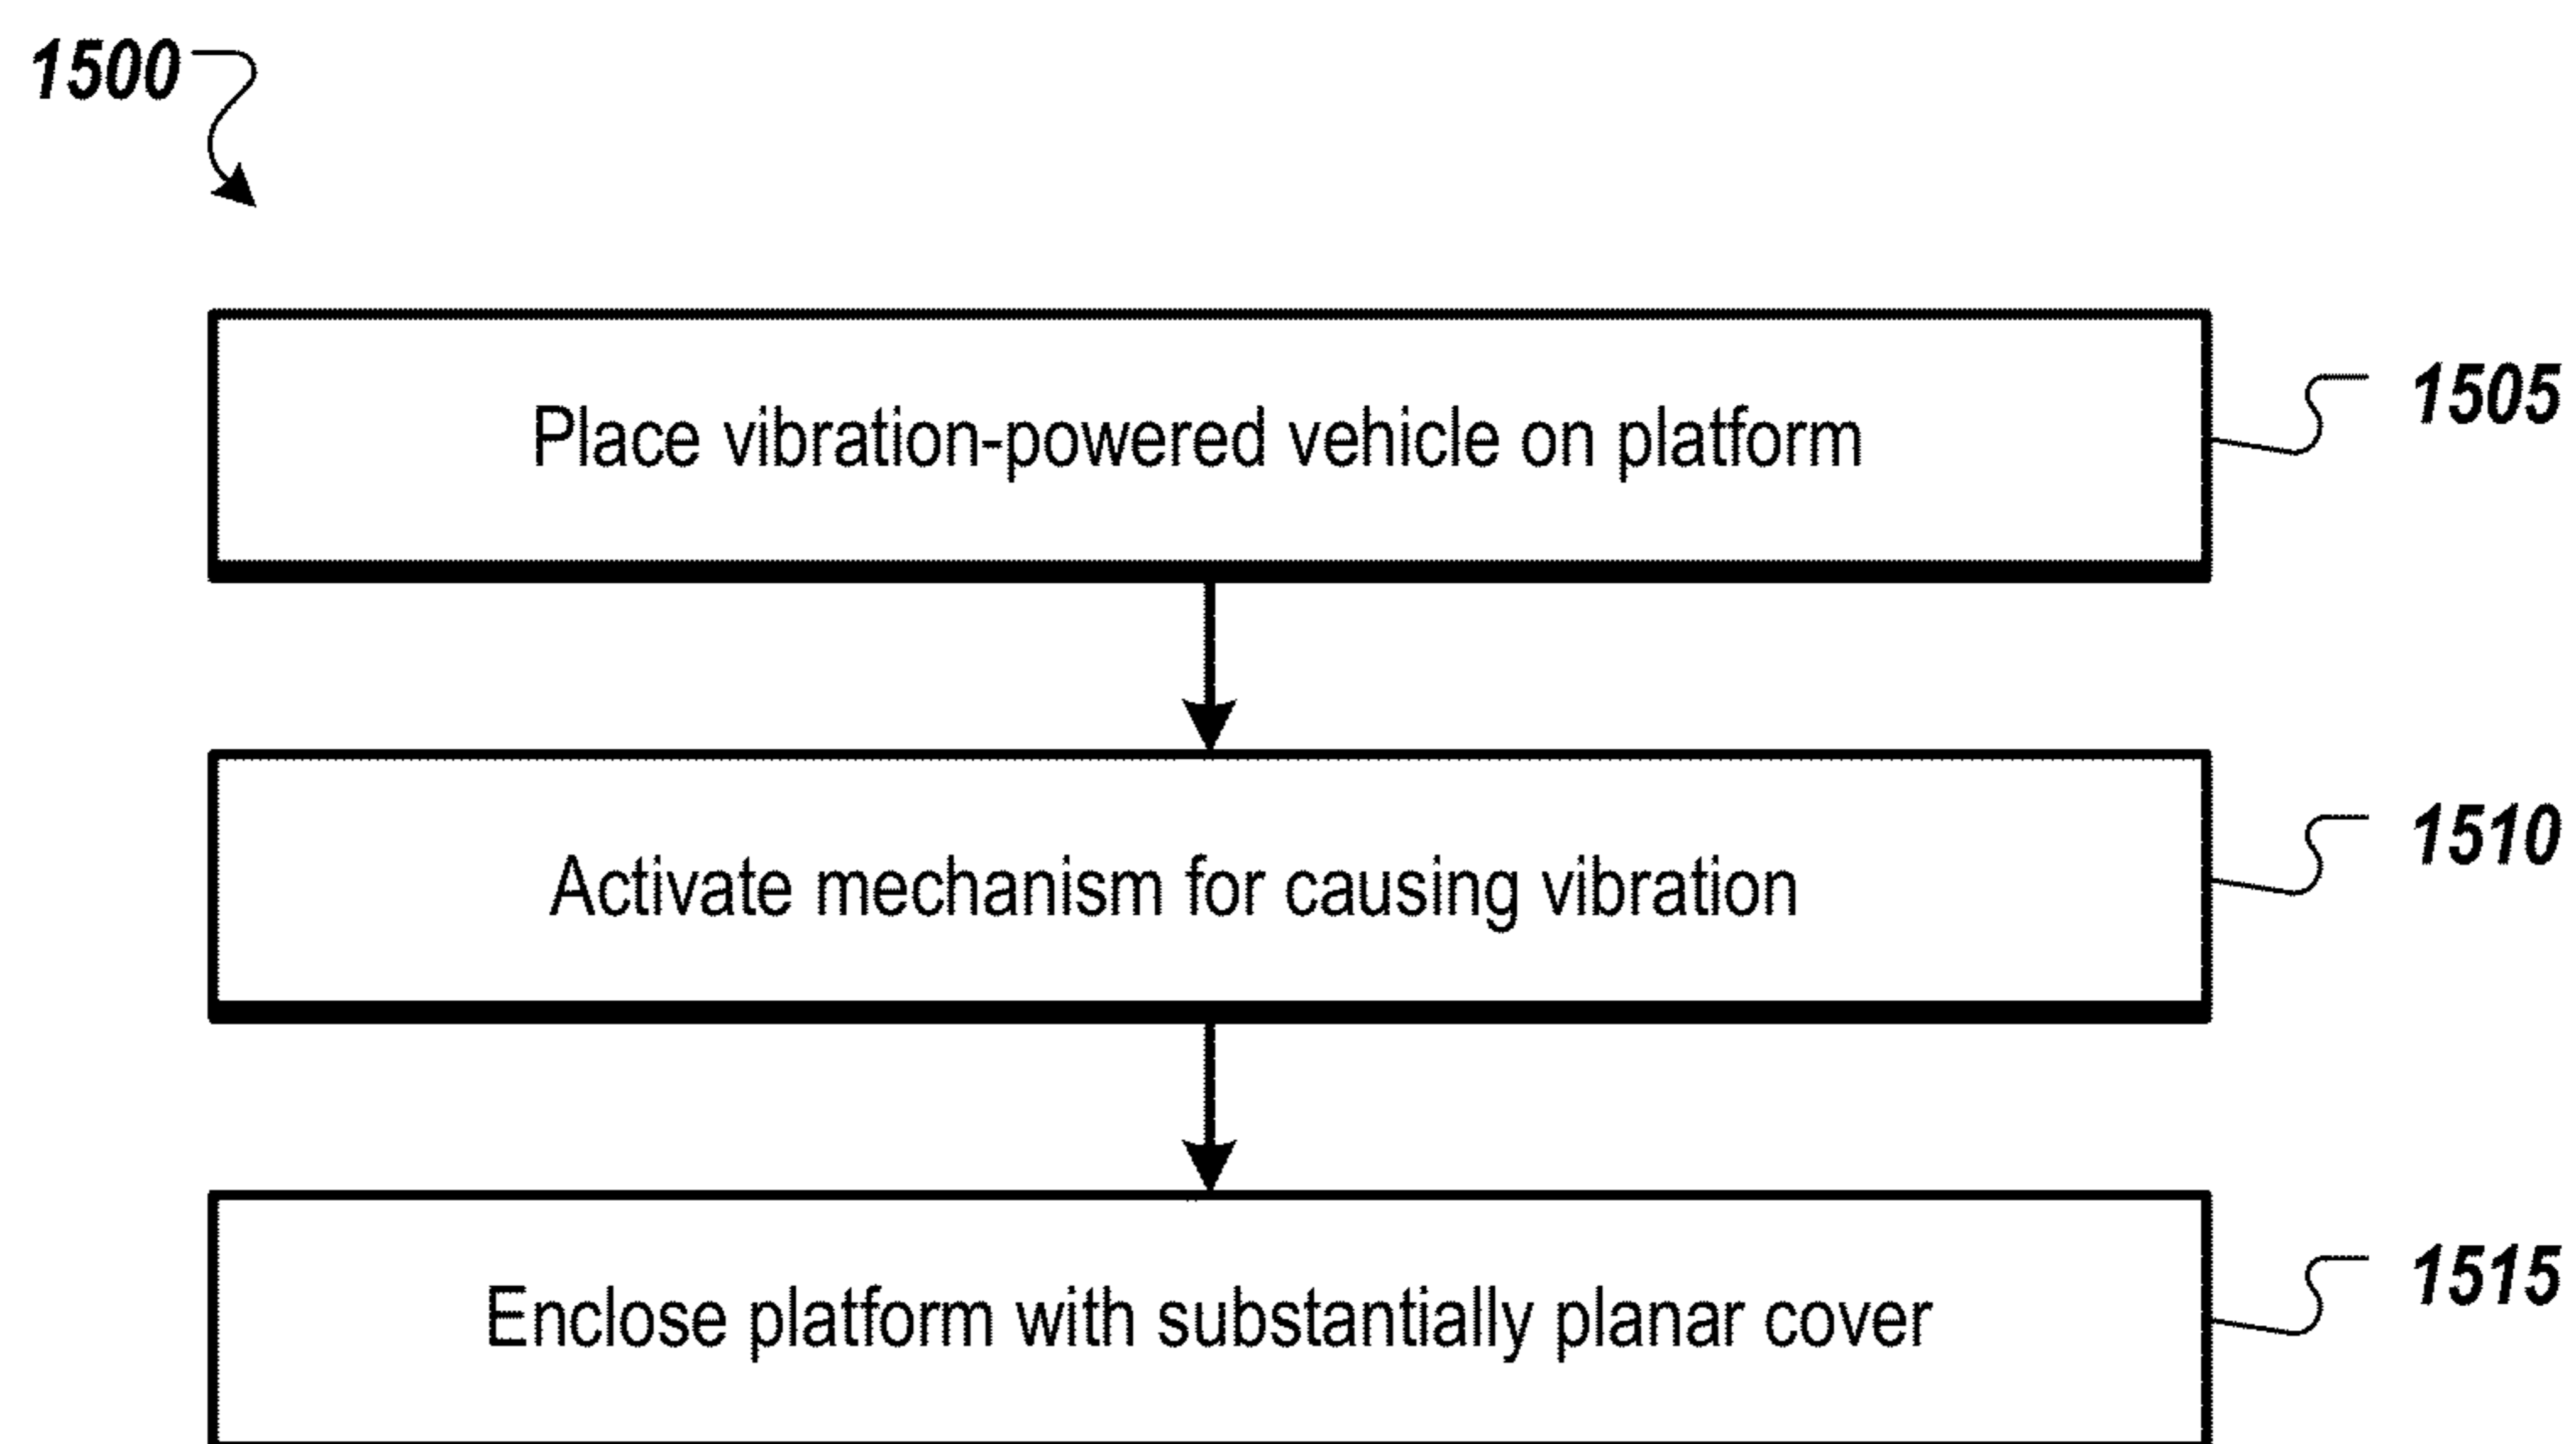 1500
Place vibration-powered vehicle on platform
1505
Activate mechanism for causing vibration
1510
Enclose platform with substantially planar cover
1515